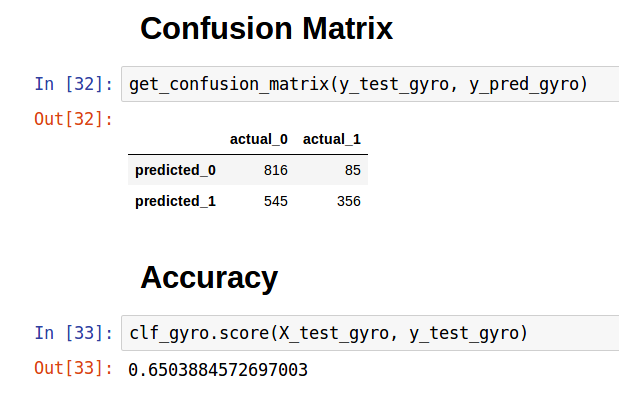 Confusion Matrix
In [32]: get_confusion_matrix(y_test_gyro, y_pred_gyro)
Out[32]:
actual_0 actual_1
predicted_0 816 85
predicted_1 545 356
Accuracy
In [33]: clf_gyro.score(X_test_gyro, y_test_gyro)
Out[33]: 0.6503884572697003